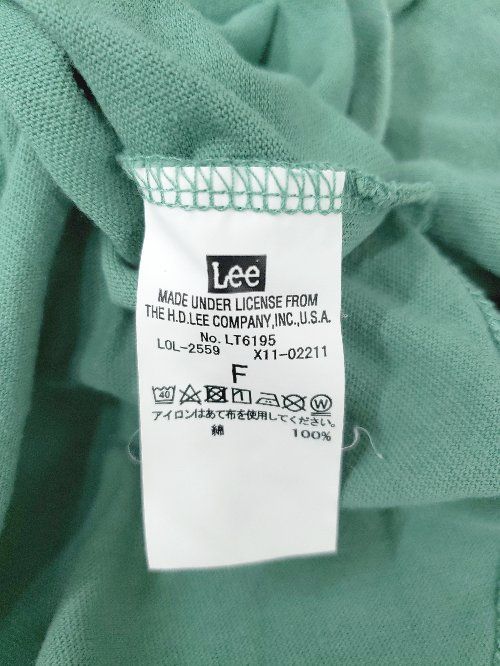 Lee
MADE UNDER LICENSE FROM
THE H.D.LEE COMPANY,INC.,U.S.A.
No. LT6195
LOL-2559 X11-02211
F
40 W
アイロンはあて布を使用してください。
綿 100%